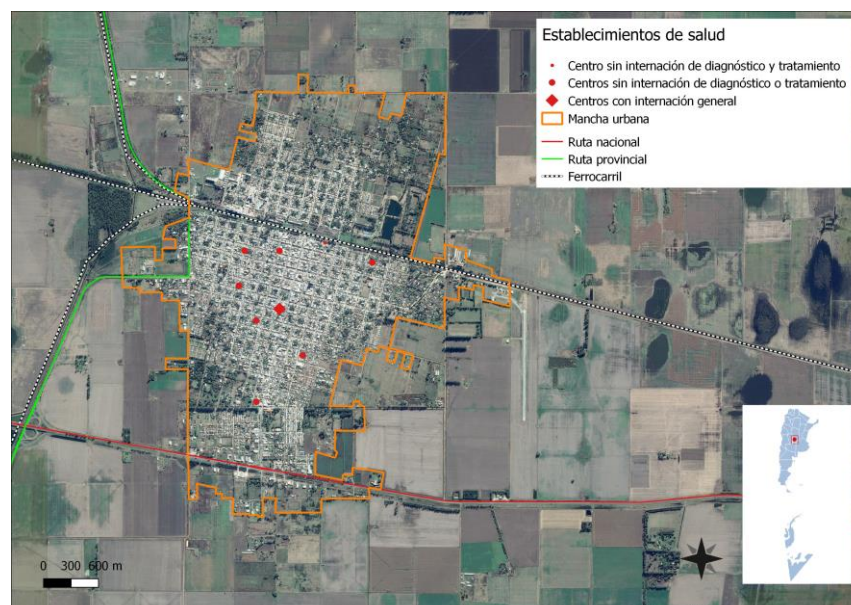 Establecimientos de salud
Centro sin internación de diagnóstico y tratamiento
Centros sin internación de diagnóstico o tratamiento
Centros con internación general
Mancha urbana
Ruta nacional
Ruta provincial
Ferrocarril
0 300 600 m